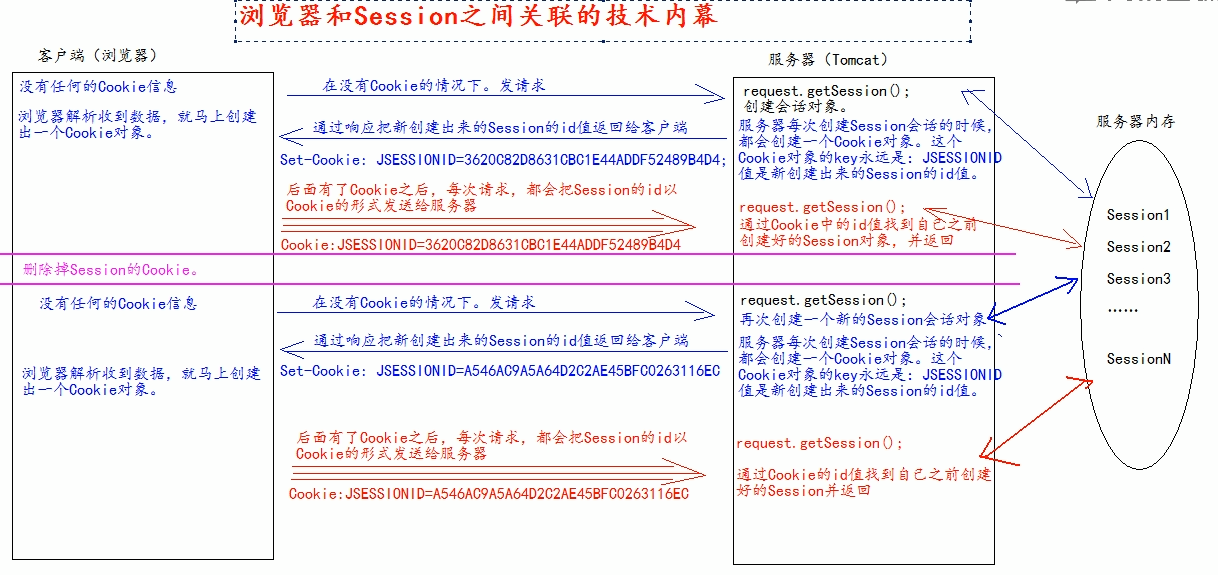 浏览器和Session之间关联的技术内幕
客户端（浏览器）
服务器（Tomcat）
没有任何的Cookie信息
浏览器解析收到数据，就马上创建
出一个Cookie对象。
在没有Cookie的情况下。发请求
通过响应把新创建出来的Session的id值返回给客户端
Set-Cookie: JSESSIONID=3620C82D8631CBC1E44ADDF52489B4D4;
后面有了Cookie之后，每次请求，都会把Session的id以
Cookie的形式发送给服务器
Cookie:JSESSIONID=3620C82D8631CBC1E44ADDF52489B4D4
request.getSession();
创建会话对象。
服务器每次创建Session会话的时候，
都会创建一个Cookie对象。这个
Cookie对象的key永远是：JSESSIONID
值是新创建出来的Session的id值。
request.getSession();
通过Cookie中的id值找到自己之前
创建好的Session对象，并返回
服务器内存
Session1
Session2
Session3
......
SessionN
删除掉Session的Cookie。
没有任何的Cookie信息
浏览器解析收到数据，就马上创建
出一个Cookie对象。
在没有Cookie的情况下。发请求
通过响应把新创建出来的Session的id值返回给客户端
Set-Cookie: JSESSIONID=A546AC9A5A64D2C2AE45BFC0263116EC
后面有了Cookie之后，每次请求，都会把Session的id以
Cookie的形式发送给服务器
Cookie:JSESSIONID=A546AC9A5A64D2C2AE45BFC0263116EC
request.getSession();
再次创建一个新的Session会话对象
服务器每次创建Session会话的时候，
都会创建一个Cookie对象。这个
Cookie对象的key永远是：JSESSIONID
值是新创建出来的Session的id值。
request.getSession();
通过Cookie的id值找到自己之前创建
好的Session并返回